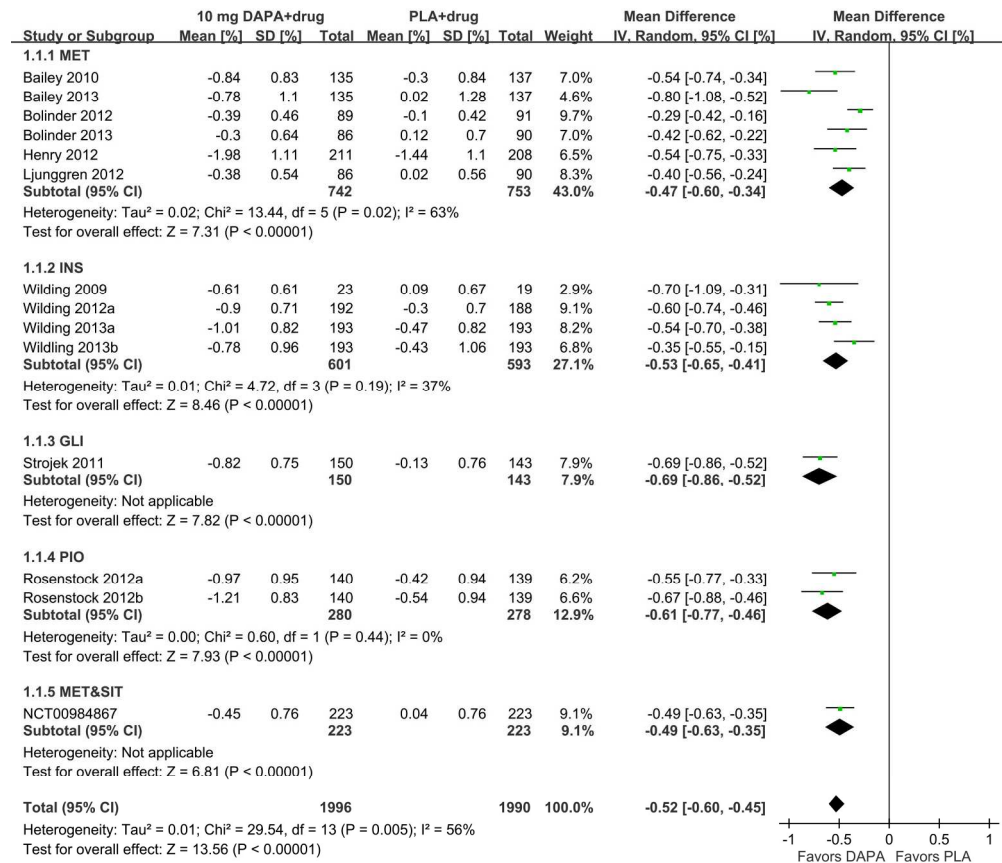 10 mg DAPA+drug PLA+drug Mean Difference Mean Difference
Study or Subgroup Mean [%] SD [%] Total Mean [%] SD [%] Total Weight IV, Random, 95% CI [%] IV, Random, 95% CI [%]
1.1.1 MET
Bailey 2010 -0.84 0.83 135 -0.3 0.84 137 7.0% -0.54 [-0.74, -0.34]
Bailey 2013 -0.78 1.1 135 0.02 1.28 137 4.6% -0.80 [-1.08, -0.52]
Bolinder 2012 -0.39 0.46 89 -0.1 0.42 91 9.7% -0.29 [-0.42, -0.16]
Bolinder 2013 -0.3 0.64 86 0.12 0.7 90 7.0% -0.42 [-0.62, -0.22]
Henry 2012 -1.98 1.11 211 -1.44 1.1 208 6.5% -0.54 [-0.75, -0.33]
Ljunggren 2012 -0.38 0.54 86 0.02 0.56 90 8.3% -0.40 [-0.56, -0.24]
Subtotal (95% CI) 742 753 43.0% -0.47 [-0.60, -0.34]
Heterogeneity: Tau² = 0.02; Chi² = 13.44, df = 5 (P = 0.02); I² = 63%
Test for overall effect: Z = 7.31 (P < 0.00001)
1.1.2 INS
Wilding 2009 -0.61 0.61 23 0.09 0.67 19 2.9% -0.70 [-1.09, -0.31]
Wilding 2012a -0.9 0.71 192 -0.3 0.7 188 9.1% -0.60 [-0.74, -0.46]
Wilding 2013a -1.01 0.82 193 -0.47 0.82 193 8.2% -0.54 [-0.70, -0.38]
Wildling 2013b -0.78 0.96 193 -0.43 1.06 193 6.8% -0.35 [-0.55, -0.15]
Subtotal (95% CI) 601 593 27.1% -0.53 [-0.65, -0.41]
Heterogeneity: Tau² = 0.01; Chi² = 4.72, df = 3 (P = 0.19); I² = 37%
Test for overall effect: Z = 8.46 (P < 0.00001)
1.1.3 GLI
Strojek 2011 -0.82 0.75 150 -0.13 0.76 143 7.9% -0.69 [-0.86, -0.52]
Subtotal (95% CI) 150 143 7.9% -0.69 [-0.86, -0.52]
Heterogeneity: Not applicable
Test for overall effect: Z = 7.82 (P < 0.00001)
1.1.4 PIO
Rosenstock 2012a -0.97 0.95 140 -0.42 0.94 139 6.2% -0.55 [-0.77, -0.33]
Rosenstock 2012b -1.21 0.83 140 -0.54 0.94 139 6.6% -0.67 [-0.88, -0.46]
Subtotal (95% CI) 280 278 12.9% -0.61 [-0.77, -0.46]
Heterogeneity: Tau² = 0.00; Chi² = 0.60, df = 1 (P = 0.44); I² = 0%
Test for overall effect: Z = 7.93 (P < 0.00001)
1.1.5 MET&SIT
NCT00984867 -0.45 0.76 223 0.04 0.76 223 9.1% -0.49 [-0.63, -0.35]
Subtotal (95% CI) 223 223 9.1% -0.49 [-0.63, -0.35]
Heterogeneity: Not applicable
Test for overall effect: Z = 6.81 (P < 0.00001)
Total (95% CI) 1996 1990 100.0% -0.52 [-0.60, -0.45]
Heterogeneity: Tau² = 0.01; Chi² = 29.54, df = 13 (P = 0.005); I² = 56%
Test for overall effect: Z = 13.56 (P < 0.00001)
-1 -0.5 0 0.5 1
Favors DAPA Favors PLA